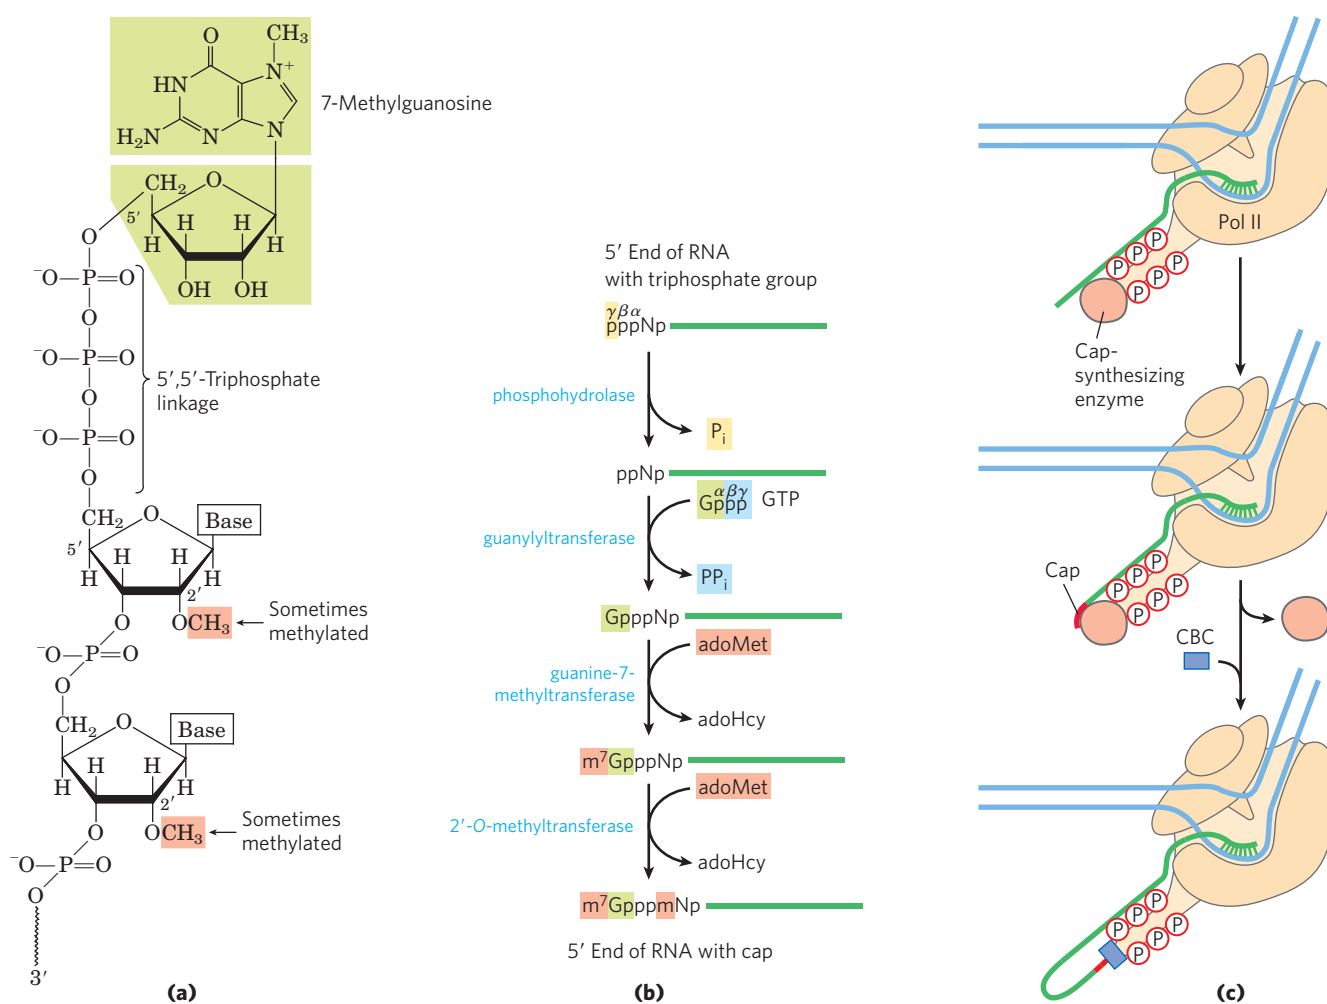 O
CH₃
N⁺
HN
H₂N
N
N
7-Methylguanosine
CH₂
O
5′
H
H
H
H
OH
OH
O
⁻O—P=O
O
⁻O—P=O
O
⁻O—P=O
O
5′,5′-Triphosphate
linkage
CH₂
O
Base
5′
H
H
H
H
2′
O
OCH₃
Sometimes
methylated
⁻O—P=O
O
CH₂
O
Base
H
H
H
H
2′
O
OCH₃
Sometimes
methylated
⁻O—P=O
O
3′
(a)
5′ End of RNA
with triphosphate group
γβα
pppNp
phosphohydrolase
Pᵢ
ppNp
αβγ
Gppp
GTP
guanylyltransferase
PPᵢ
GpppNp
adoMet
guanine-7-
methyltransferase
adoHcy
m⁷GpppNp
adoMet
2′-O-methyltransferase
adoHcy
m⁷GpppmNp
5′ End of RNA with cap
(b)
Pol II
P
P
P
P
P
P
Cap-
synthesizing
enzyme
P
P
P
P
P
P
Cap
CBC
P
P
P
P
P
P
(c)